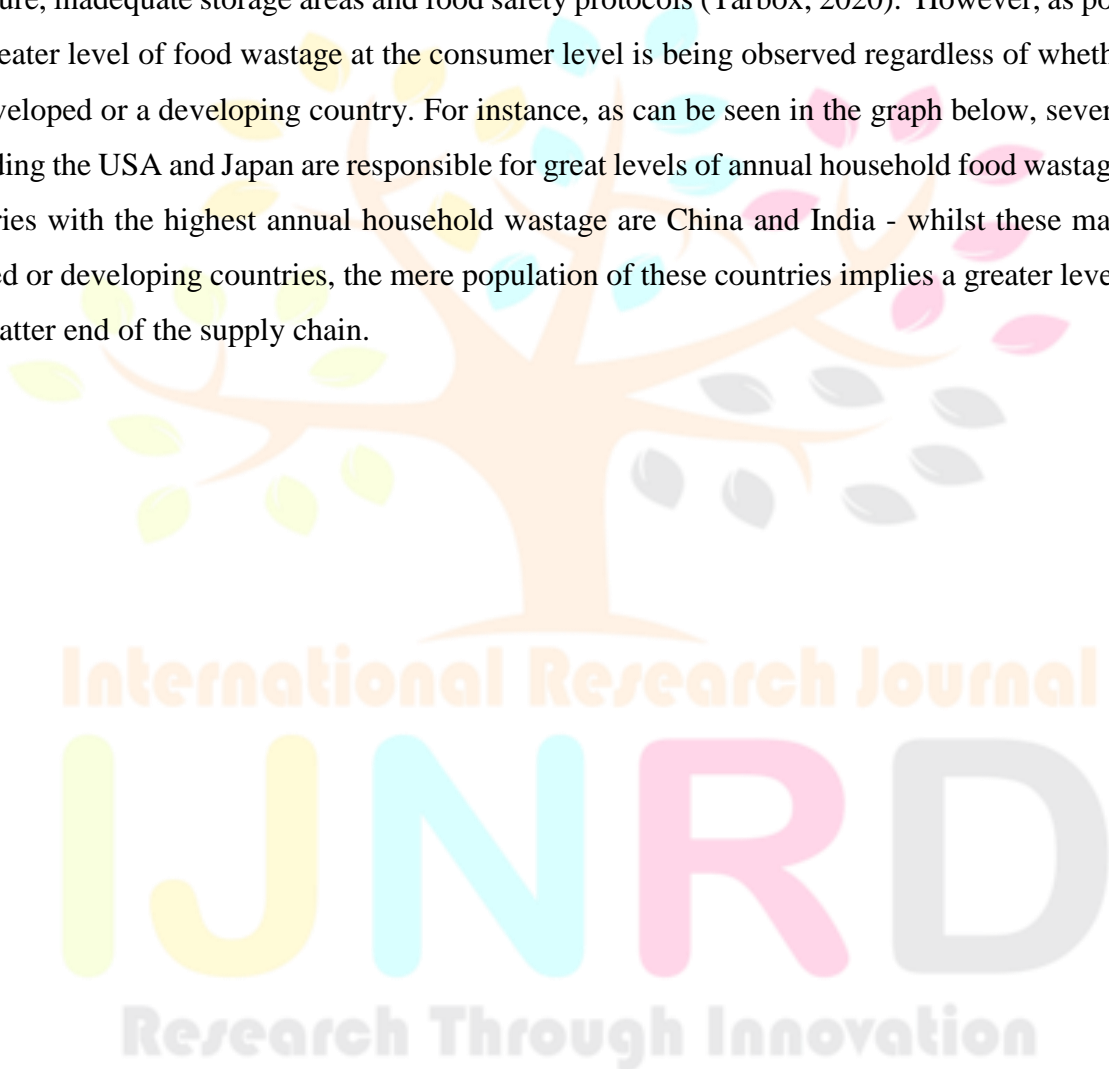 ure, inadequate storage areas and food safety protocols (Tarbox, 2020). However, as po
eater level of food wastage at the consumer level is being observed regardless of wheth
veloped or a developing country. For instance, as can be seen in the graph below, sever
ding the USA and Japan are responsible for great levels of annual household food wastag
ries with the highest annual household wastage are China and India - whilst these ma
ed or developing countries, the mere population of these countries implies a greater leve
atter end of the supply chain.
International Research Journal
IJNRD
Research Through Innovation